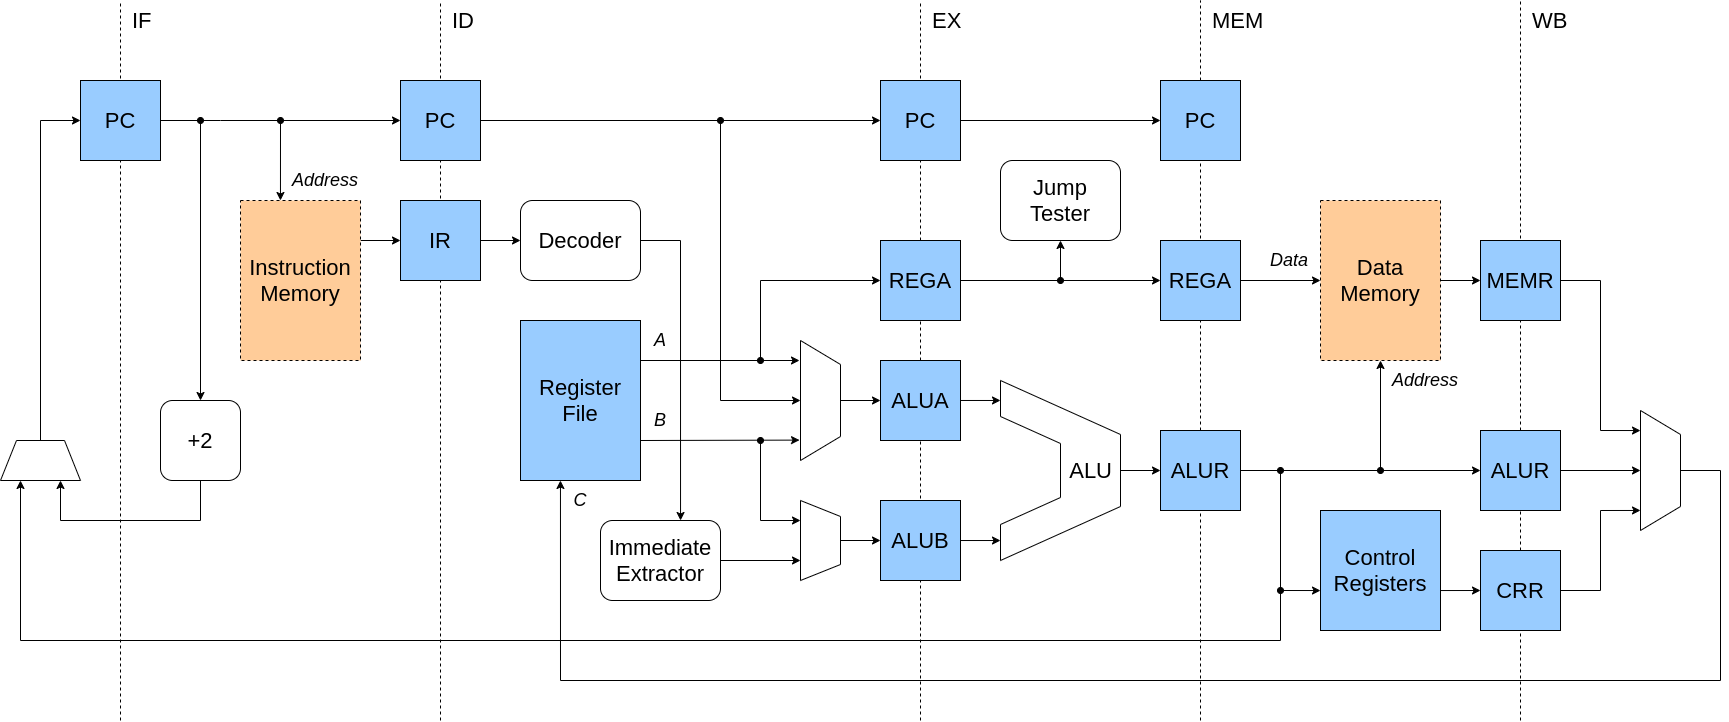 IF
ID
EX
MEM
WB
PC
PC
PC
PC
Address
Jump
Tester
IR
Decoder
Instruction
Memory
REGA
REGA
Data
Data
Memory
MEMR
A
Register
File
B
Address
ALUA
+2
ALU
ALUR
ALUR
C
Immediate
Extractor
ALUB
Control
Registers
CRR